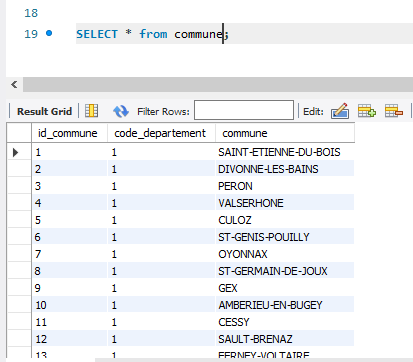 18
19 SELECT * from commune;
Result Grid Filter Rows: Edit:
id_commune code_departement commune
1 1 SAINT-ETIENNE-DU-BOIS
2 1 DIVONNE-LES-BAINS
3 1 PERON
4 1 VALSERHONE
5 1 CULOZ
6 1 ST-GENIS-POUILLY
7 1 OYONNAX
8 1 ST-GERMAIN-DE-JOUX
9 1 GEX
10 1 AMBERIEU-EN-BUGEY
11 1 CESSY
12 1 SAULT-BRENAZ
13 1 FERNEY-VOLTAIRE